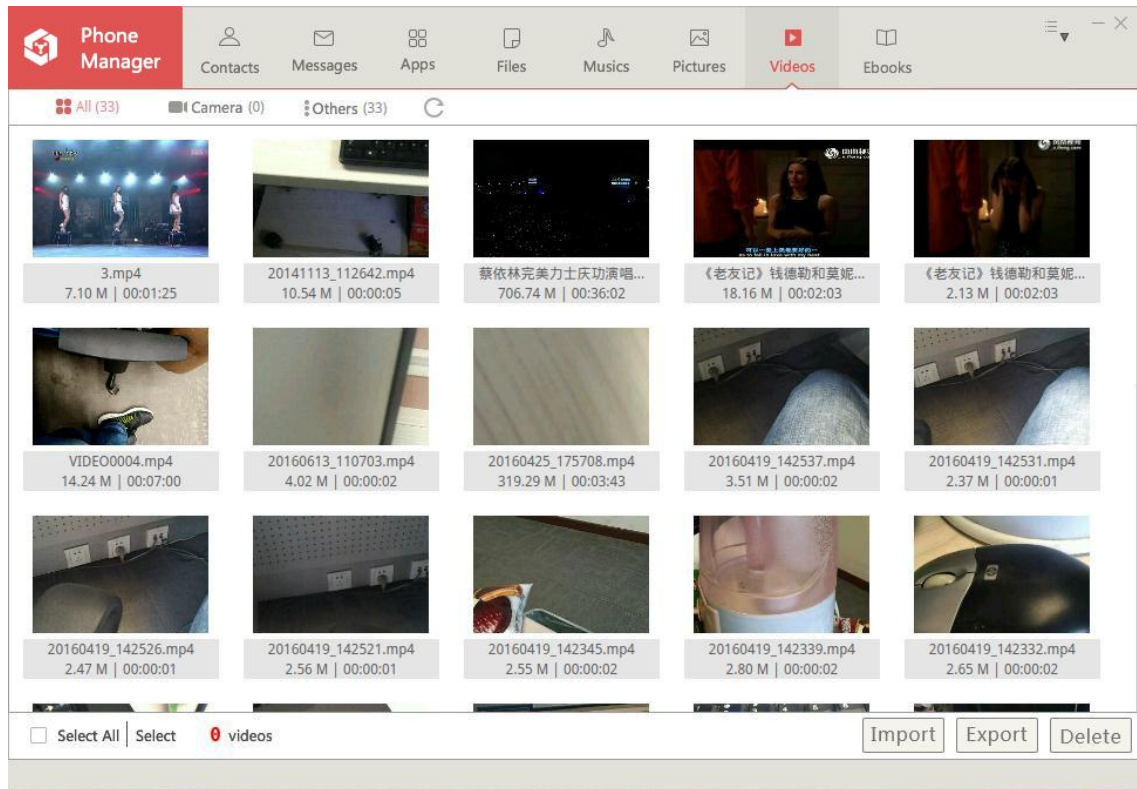 Phone
Manager
Contacts
Messages
Apps
Files
Musics
Pictures
Videos
Ebooks
All (33)
Camera (0)
Others (33)
3.mp4
7.10 M | 00:01:25
20141113_112642.mp4
10.54 M | 00:00:05
蔡依林完美力士庆功演唱...
706.74 M | 00:36:02
《老友记》钱德勒和莫妮...
18.16 M | 00:02:03
《老友记》钱德勒和莫妮...
2.13 M | 00:02:03
VIDEO0004.mp4
14.24 M | 00:07:00
20160613_110703.mp4
4.02 M | 00:00:02
20160425_175708.mp4
319.29 M | 00:03:43
20160419_142537.mp4
3.51 M | 00:00:02
20160419_142531.mp4
2.37 M | 00:00:01
20160419_142526.mp4
2.47 M | 00:00:01
20160419_142521.mp4
2.56 M | 00:00:01
20160419_142345.mp4
2.55 M | 00:00:02
20160419_142339.mp4
2.80 M | 00:00:02
20160419_142332.mp4
2.65 M | 00:00:02
Select All | Select 0 videos
Import
Export
Delete